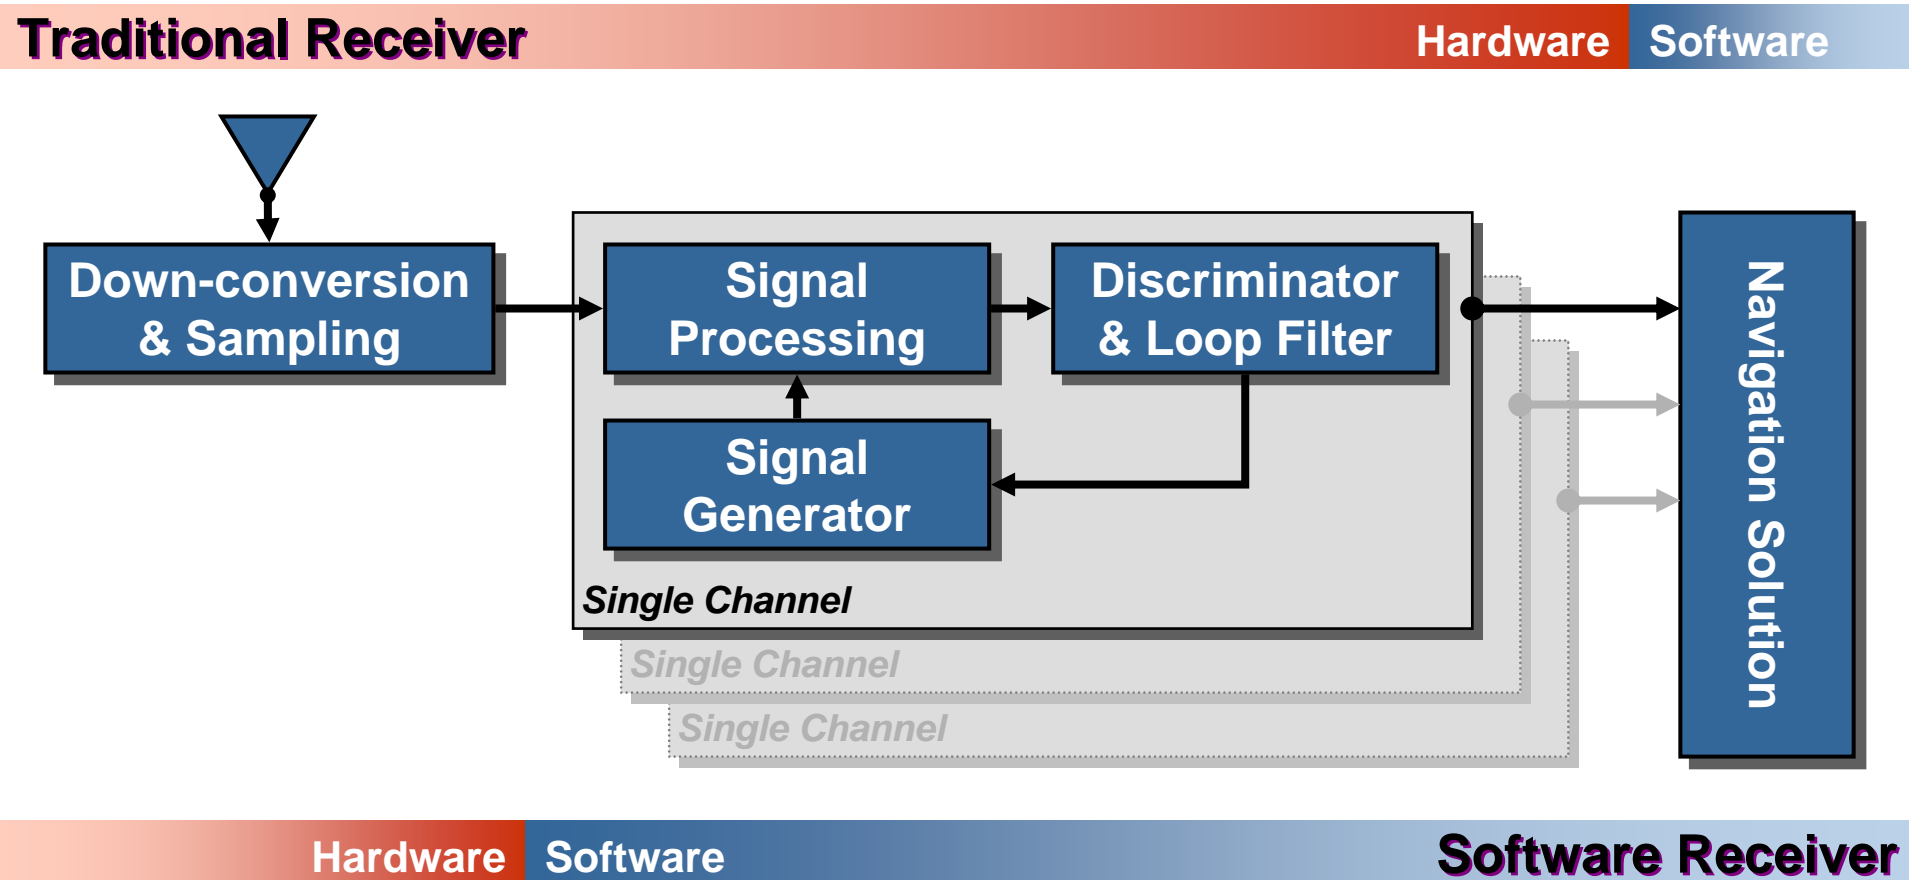 Traditional Receiver
Hardware
Software
Down-conversion
& Sampling
Signal
Processing
Discriminator
& Loop Filter
Signal
Generator
Single Channel
Single Channel
Single Channel
Navigation Solution
Hardware
Software
Software Receiver